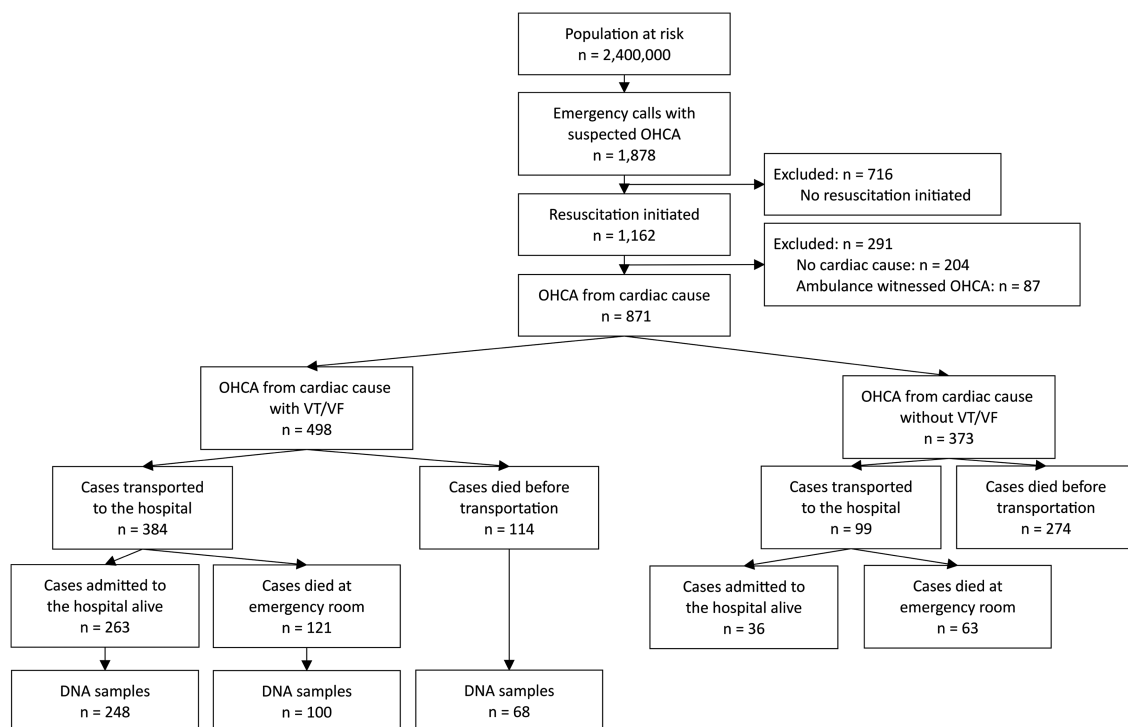 Population at risk
n = 2,400,000
Emergency calls with
suspected OHCA
n = 1,878
Excluded: n = 716
No resuscitation initiated
Resuscitation initiated
n = 1,162
Excluded: n = 291
No cardiac cause: n = 204
Ambulance witnessed OHCA: n = 87
OHCA from cardiac cause
n = 871
OHCA from cardiac cause
with VT/VF
n = 498
OHCA from cardiac cause
without VT/VF
n = 373
Cases transported
to the hospital
n = 384
Cases died before
transportation
n = 114
Cases transported
to the hospital
n = 99
Cases died before
transportation
n = 274
Cases admitted to
the hospital alive
n = 263
Cases died at
emergency room
n = 121
Cases admitted to
the hospital alive
n = 36
Cases died at
emergency room
n = 63
DNA samples
n = 248
DNA samples
n = 100
DNA samples
n = 68